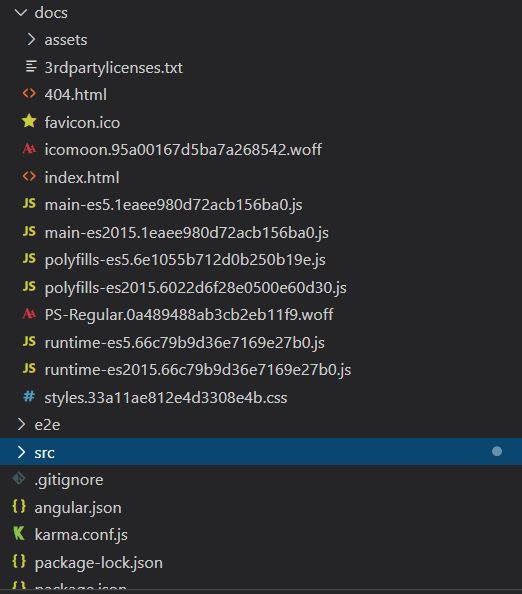 docs
assets
3rdpartylicenses.txt
404.html
favicon.ico
icomoon.95a00167d5ba7a268542.woff
index.html
JS main-es5.1eaee980d72acb156ba0.js
JS main-es2015.1eaee980d72acb156ba0.js
JS polyfills-es5.6e1055b712d0b250b19e.js
JS polyfills-es2015.6022d6f28e0500e60d30.js
PS-Regular.0a489488ab3cb2eb11f9.woff
JS runtime-es5.66c79b9d36e7169e27b0.js
JS runtime-es2015.66c79b9d36e7169e27b0.js
# styles.33a11ae812e4d3308e4b.css
e2e
src
.gitignore
{ } angular.json
karma.conf.js
{ } package-lock.json
{ } package.json